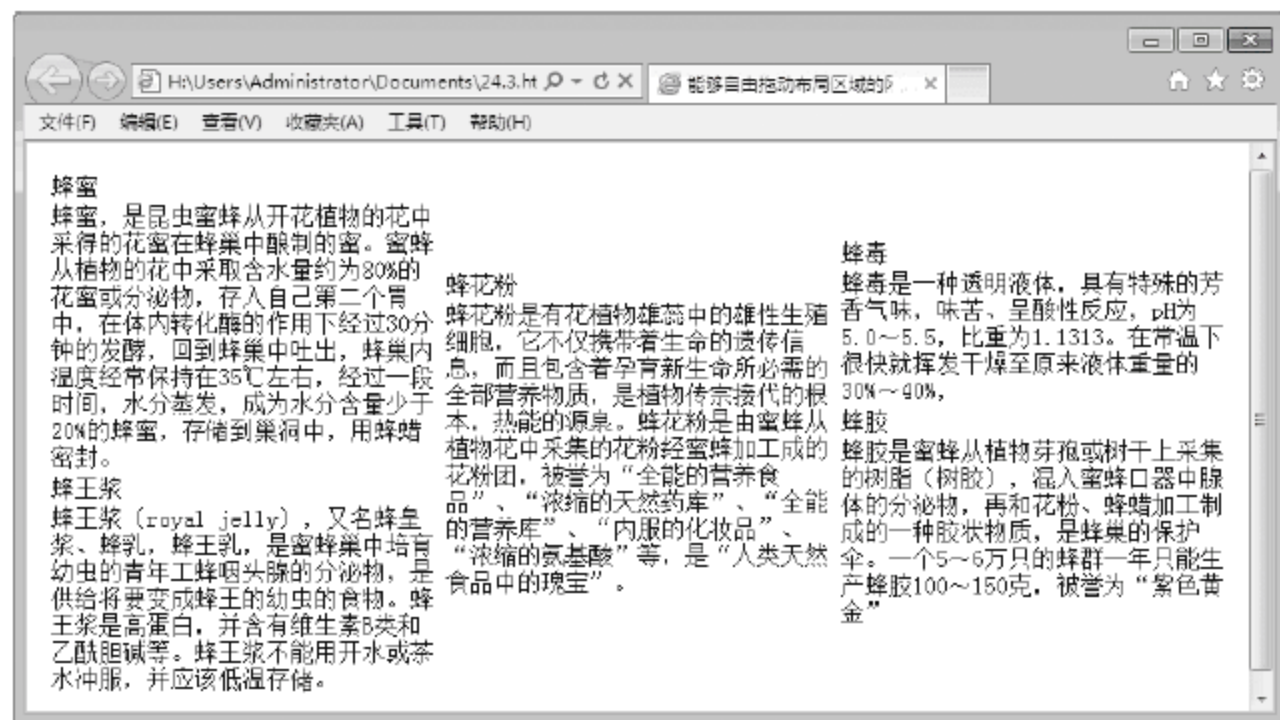 H:\Users\Administrator\Documents\24.3.ht
能够自由拖动布局区域的
文件(F) 编辑(E) 查看(V) 收藏夹(A) 工具(T) 帮助(H)
蜂蜜
蜂蜜，是昆虫蜜蜂从开花植物的花中
采得的花蜜在蜂巢中酿制的蜜。蜜蜂
从植物的花中采取含水量约为80%的
花蜜或分泌物，存入自己第二个胃
中，在体内转化酶的作用下经过30分
钟的发酵，回到蜂巢中吐出，蜂巢内
温度经常保持在35℃左右，经过一段
时间，水分蒸发，成为水分含量少于
20%的蜂蜜，存储到巢洞中，用蜂蜡
密封。
蜂王浆
蜂王浆（royal jelly），又名蜂皇
浆、蜂乳，蜂王乳，是蜜蜂巢中培育
幼虫的青年工蜂咽头腺的分泌物，是
供给将要变成蜂王的幼虫的食物。蜂
王浆是高蛋白，并含有维生素B类和
乙酰胆碱等。蜂王浆不能用开水或茶
水冲服，并应该低温存储。
蜂花粉
蜂花粉是有花植物雄蕊中的雄性生殖
细胞，它不仅携带着生命的遗传信
息，而且包含着孕育新生命所必需的
全部营养物质，是植物传宗接代的根
本，热能的源泉。蜂花粉是由蜜蜂从
植物花中采集的花粉经蜜蜂加工成的
花粉团，被誉为“全能的营养食
品”、“浓缩的天然药库”、“全能
的营养库”、“内服的化妆品”、
“浓缩的氨基酸”等，是“人类天然
食品中的瑰宝”。
蜂毒
蜂毒是一种透明液体，具有特殊的芳
香气味，味苦、呈酸性反应，pH为
5.0～5.5，比重为1.1313。在常温下
很快就挥发干燥至原来液体重量的
30%～40%，
蜂胶
蜂胶是蜜蜂从植物芽孢或树干上采集
的树脂（树胶），混入蜜蜂口器中腺
体的分泌物，再和花粉、蜂蜡加工制
成的一种胶状物质，是蜂巢的保护
伞。一个5～6万只的蜂群一年只能生
产蜂胶100～150克，被誉为“紫色黄
金”